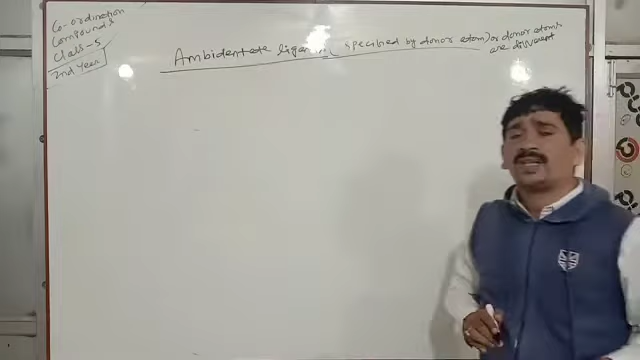 Co-ordination
Compounds
Class-5
2nd Year
Ambidentate ligand ( specified by donor atom) or donor atoms
are different